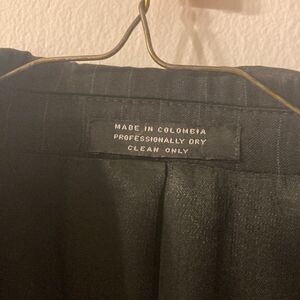 MADE IN COLOMBIA
PROFESSIONALLY DRY
CLEAN ONLY